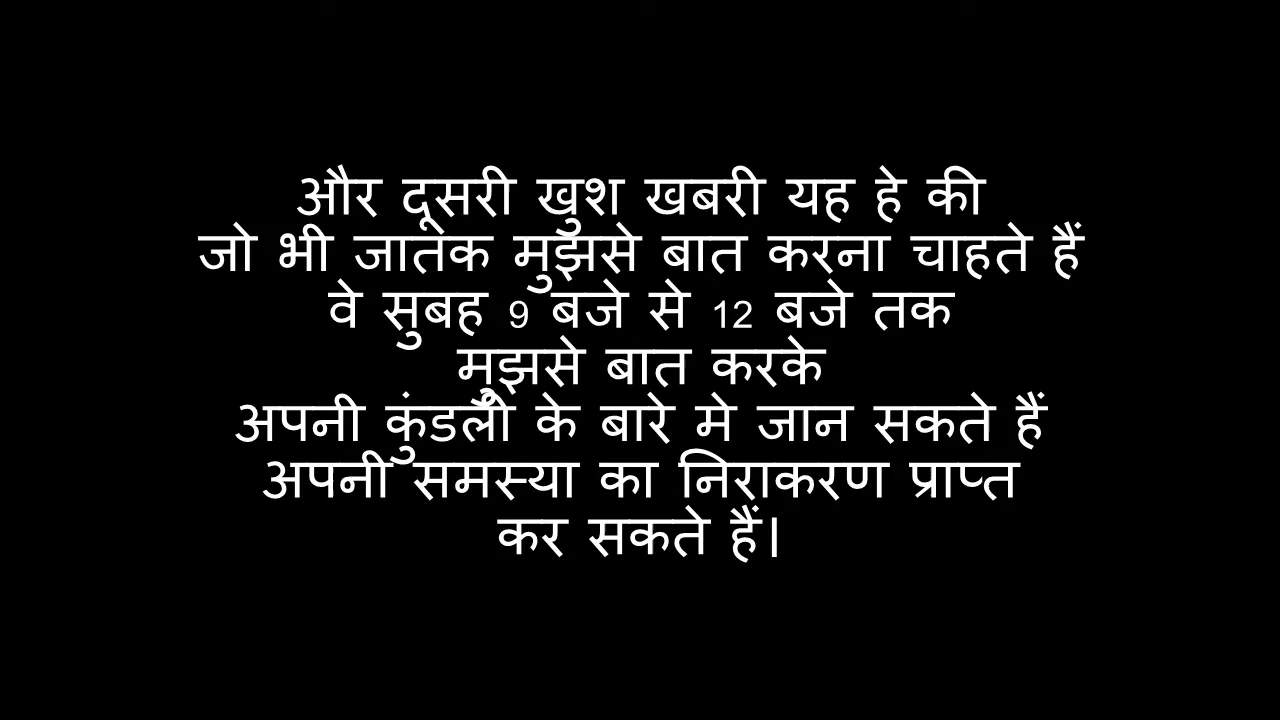 और दूसरी खुश खबरी यह हे की
जो भी जातक मुझसे बात करना चाहते हैं
वे सुबह 9 बजे से 12 बजे तक
मुझसे बात करके
अपनी कुंडली के बारे मे जान सकते हैं
अपनी समस्या का निराकरण प्राप्त
कर सकते हैं।